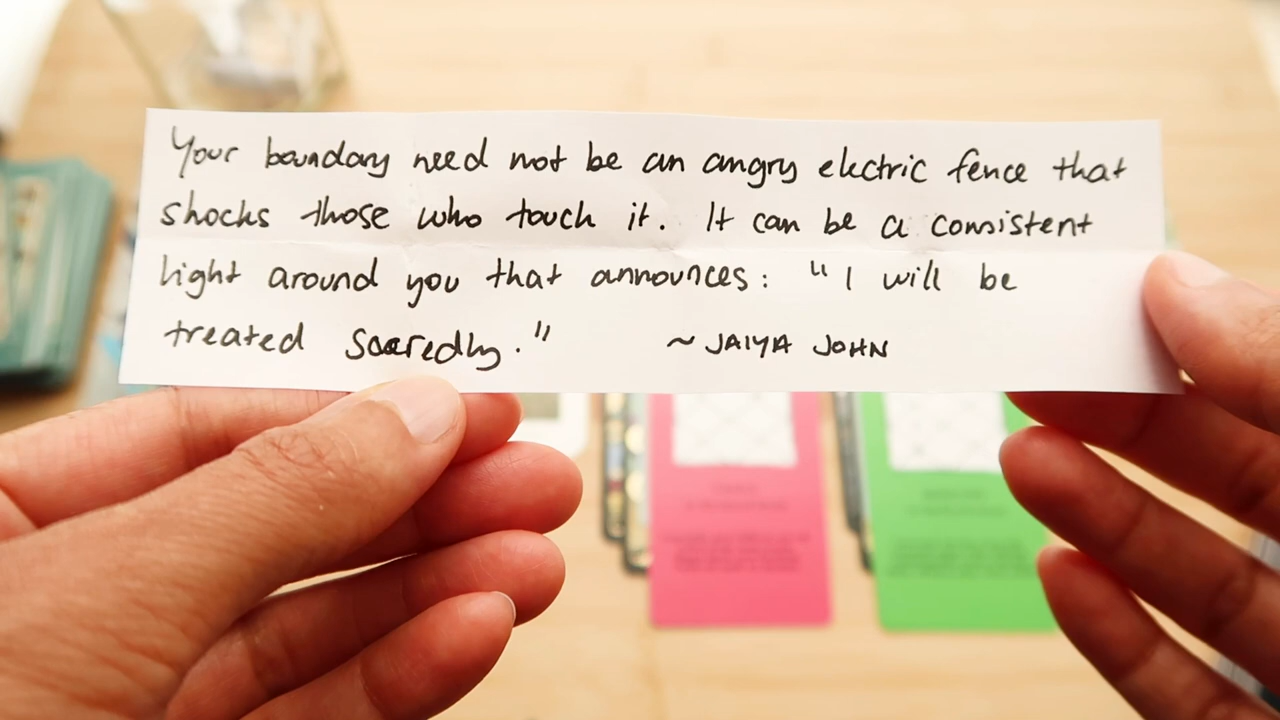 Your boundary need not be an angry electric fence that
shocks those who touch it. It can be a consistent
light around you that announces: "I will be
treated sacredly." ~JAIYA JOHN